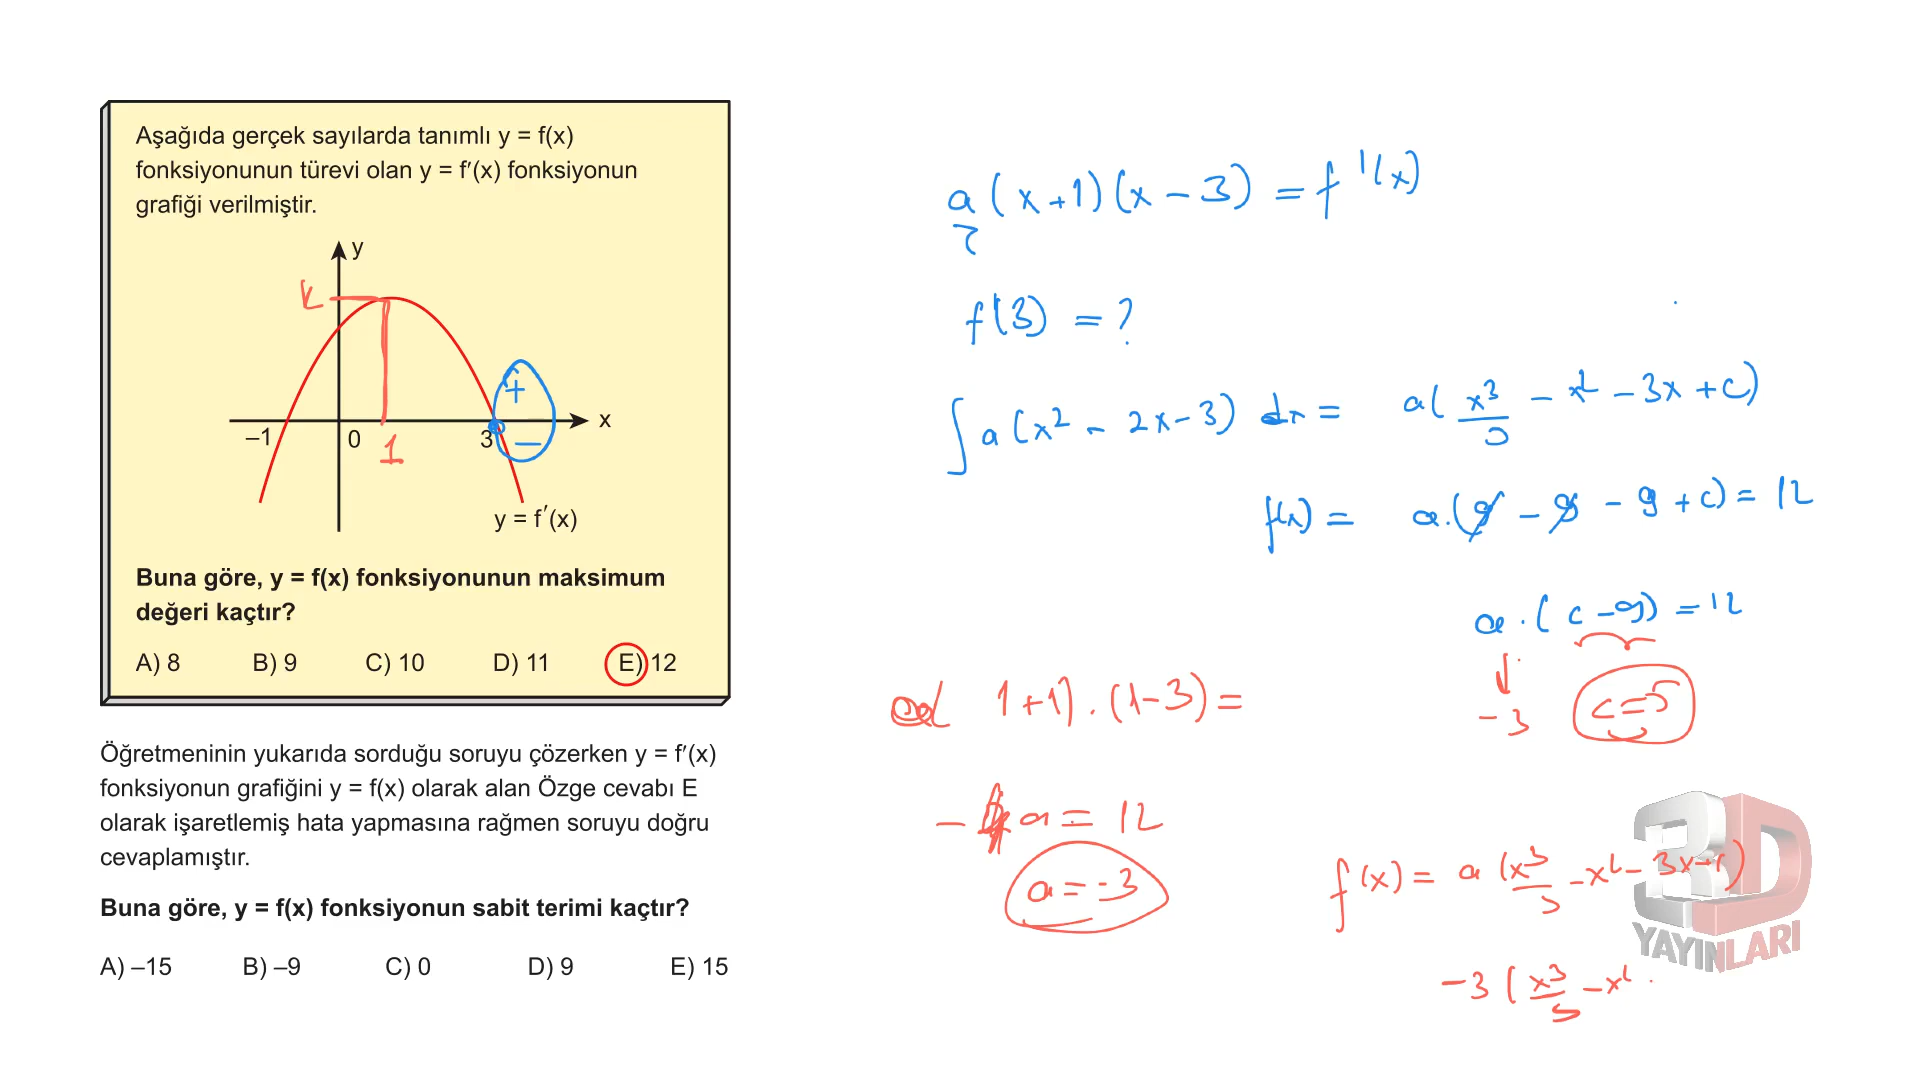 Aşağıda gerçek sayılarda tanımlı y = f(x)
fonksiyonunun türevi olan y = f′(x) fonksiyonun
grafiği verilmiştir.
y
k
x
–1
0
1
3
+
–
y = f′(x)
Buna göre, y = f(x) fonksiyonunun maksimum
değeri kaçtır?
A) 8 B) 9 C) 10 D) 11 E) 12
Öğretmeninin yukarıda sorduğu soruyu çözerken y = f′(x)
fonksiyonun grafiğini y = f(x) olarak alan Özge cevabı E
olarak işaretlemiş hata yapmasına rağmen soruyu doğru
cevaplamıştır.
Buna göre, y = f(x) fonksiyonun sabit terimi kaçtır?
A) –15 B) –9 C) 0 D) 9 E) 15
a(x+1)(x–3) = f'(x)
?
f(3) = ?
∫a(x² – 2x – 3) dx = a(x³/3 – x² – 3x + c)
f(x) = a.(9 – 9 – 9 + c) = 12
a.(c – 9) = 12
–3
c = 5
1+1).(1–3) =
–4a = 12
a = –3
f(x) = a(x³/3 – x² – 3x + c)
–3(x³/3 – x²
3D
YAYINLARI